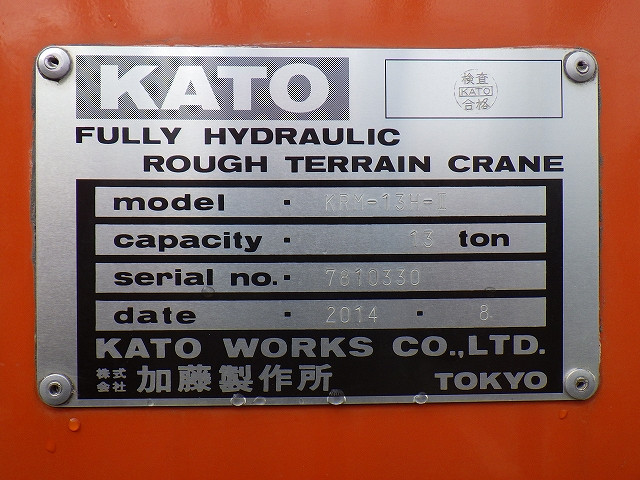 KATO
検査
KATO
合格
FULLY HYDRAULIC
ROUGH TERRAIN CRANE
model · KRM-13H-I
capacity · 13 ton
serial no. · 7810330
date · 2014 · 8
KATO WORKS CO.,LTD.
株式会社 加藤製作所 TOKYO